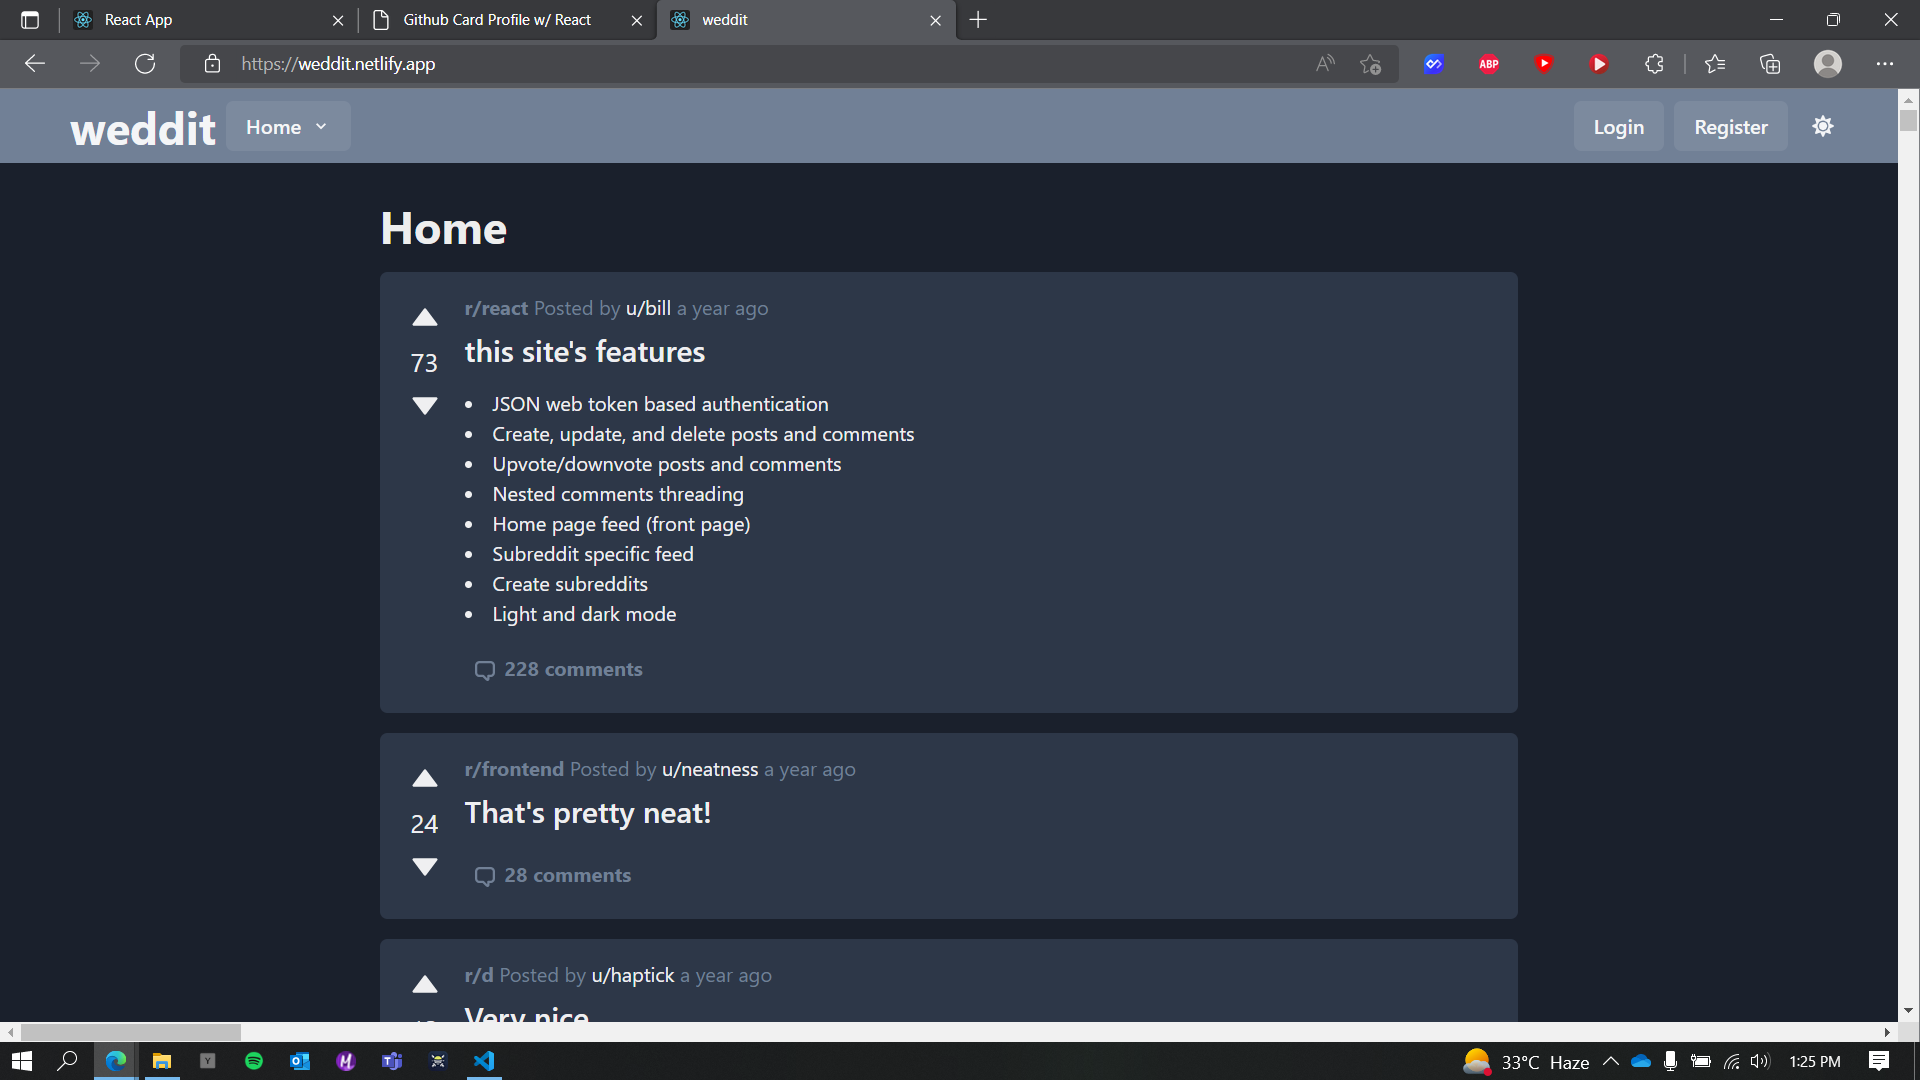 React App
Github Card Profile w/ React
weddit
https://weddit.netlify.app
ABP
weddit
Home
Login
Register
Home
r/react Posted by u/bill a year ago
this site's features
73
• JSON web token based authentication
• Create, update, and delete posts and comments
• Upvote/downvote posts and comments
• Nested comments threading
• Home page feed (front page)
• Subreddit specific feed
• Create subreddits
• Light and dark mode
228 comments
r/frontend Posted by u/neatness a year ago
That's pretty neat!
24
28 comments
r/d Posted by u/haptick a year ago
Very nice
33°C Haze
1:25 PM